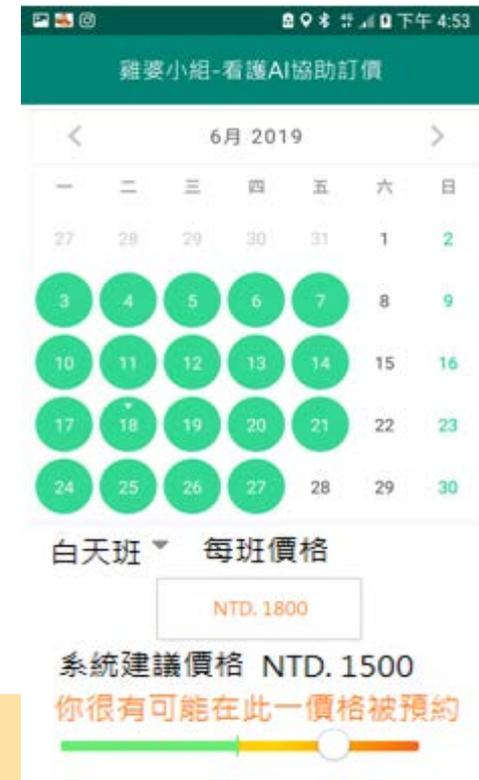 下午 4:53
雞婆小組-看護AI協助訂價
6月 2019
一 二 三 四 五 六 日
27 28 29 30 31 1 2
3 4 5 6 7 8 9
10 11 12 13 14 15 16
17 18 19 20 21 22 23
24 25 26 27 28 29 30
白天班 每班價格
NTD. 1800
系統建議價格 NTD. 1500
你很有可能在此一價格被預約